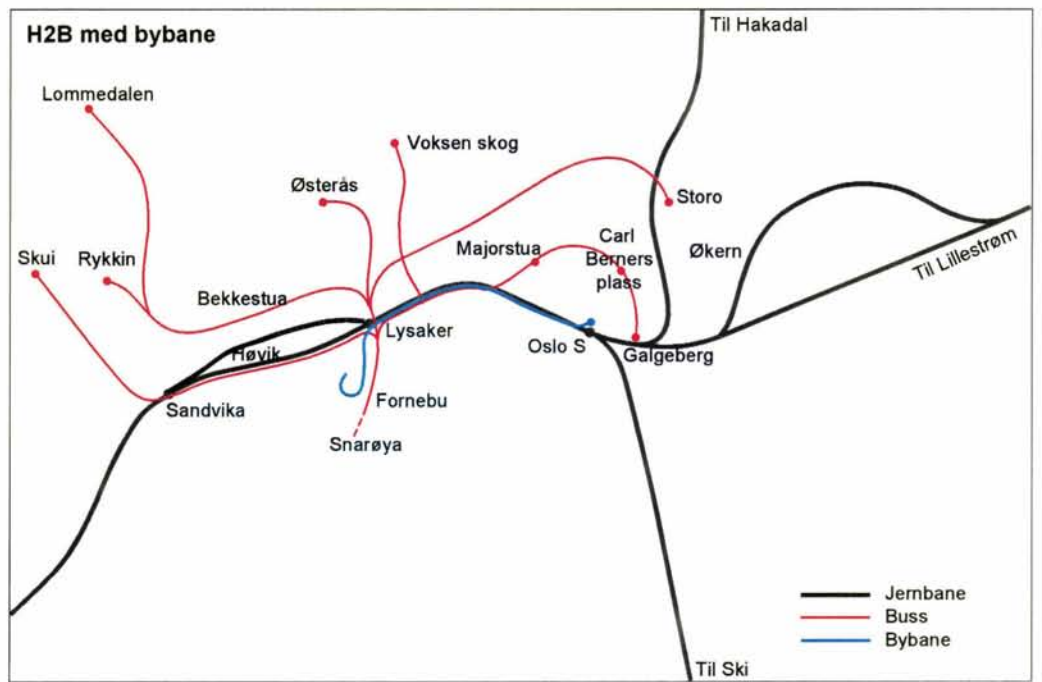 H2B med bybane
Til Hakadal
Lommedalen
Voksen skog
Østerås
Storo
Skui
Rykkin
Majorstua
Carl
Berners
plass
Økern
Til Lillestrøm
Bekkestua
Lysaker
Høvik
Oslo S
Galgeberg
Sandvika
Fornebu
Snarøya
Jernbane
Buss
Bybane
Til Ski